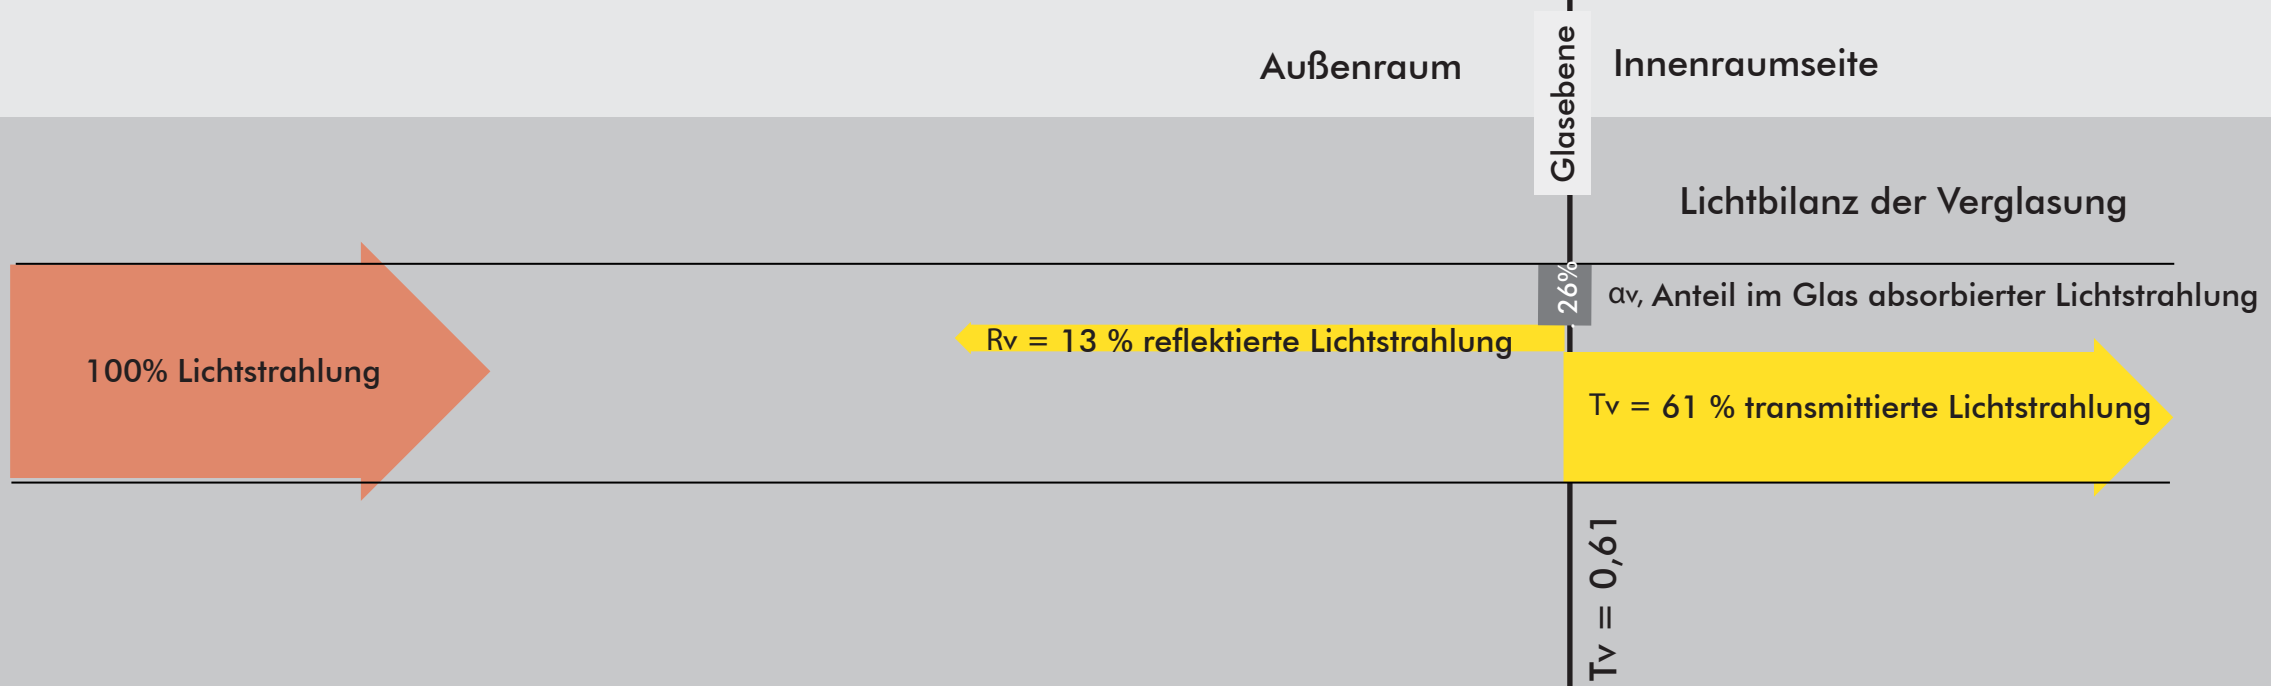 Außenraum
Glasebene
Innenraumseite
Lichtbilanz der Verglasung
26%
αv, Anteil im Glas absorbierter Lichtstrahlung
Rv = 13 % reflektierte Lichtstrahlung
100% Lichtstrahlung
Tv = 61 % transmittierte Lichtstrahlung
Tv = 0,61